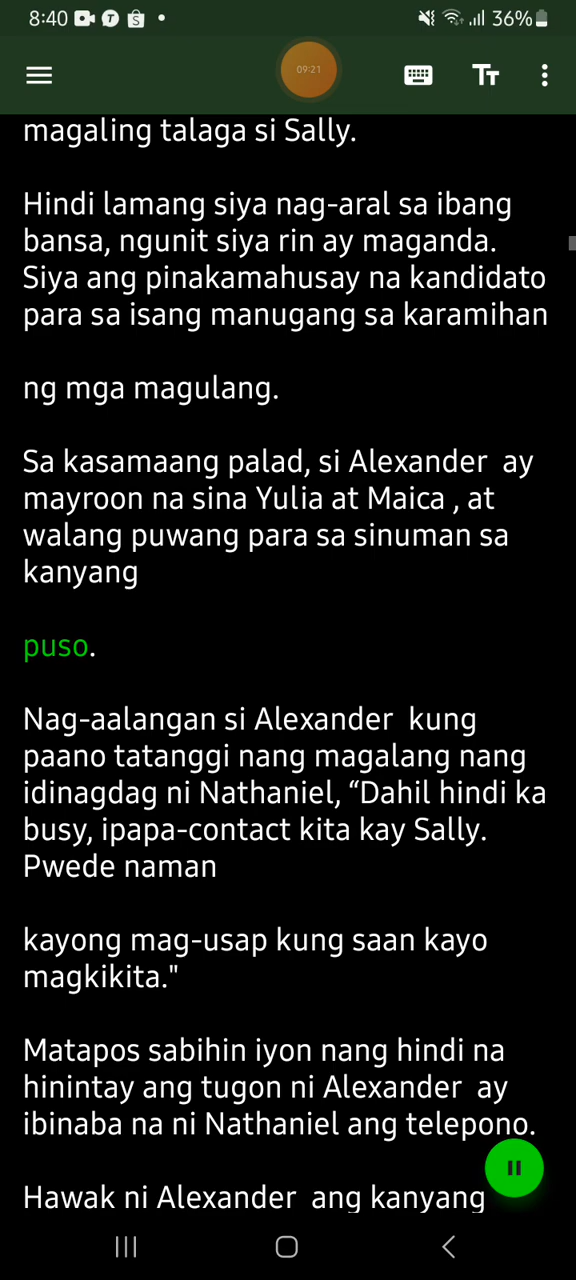 8:40
36%
09:21
magaling talaga si Sally.
Hindi lamang siya nag-aral sa ibang
bansa, ngunit siya rin ay maganda.
Siya ang pinakamahusay na kandidato
para sa isang manugang sa karamihan
ng mga magulang.
Sa kasamaang palad, si Alexander  ay
mayroon na sina Yulia at Maica , at
walang puwang para sa sinuman sa
kanyang
puso.
Nag-aalangan si Alexander  kung
paano tatanggi nang magalang nang
idinagdag ni Nathaniel, “Dahil hindi ka
busy, ipapa-contact kita kay Sally.
Pwede naman
kayong mag-usap kung saan kayo
magkikita."
Matapos sabihin iyon nang hindi na
hinintay ang tugon ni Alexander  ay
ibinaba na ni Nathaniel ang telepono.
Hawak ni Alexander  ang kanyang